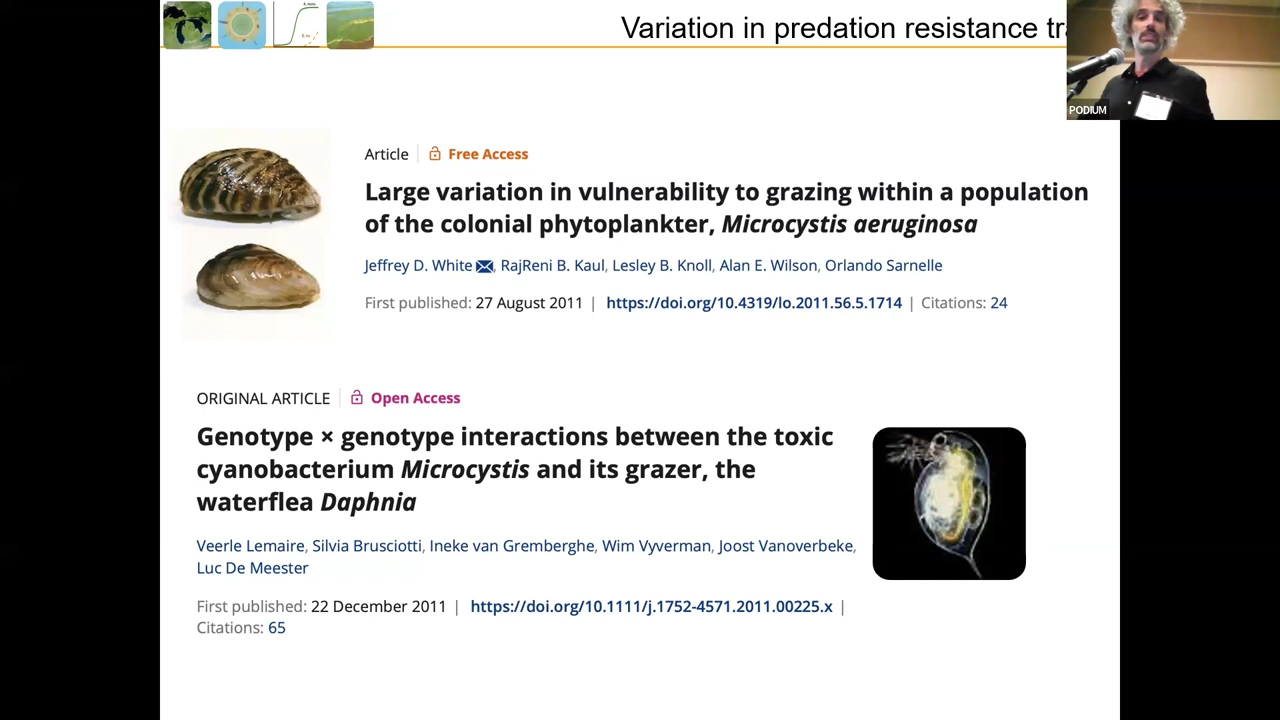 Variation in predation resistance
PODIUM
Article | Free Access
Large variation in vulnerability to grazing within a population
of the colonial phytoplankter, Microcystis aeruginosa
Jeffrey D. White, RajReni B. Kaul, Lesley B. Knoll, Alan E. Wilson, Orlando Sarnelle
First published: 27 August 2011 | https://doi.org/10.4319/lo.2011.56.5.1714 | Citations: 24
ORIGINAL ARTICLE | Open Access
Genotype × genotype interactions between the toxic
cyanobacterium Microcystis and its grazer, the
waterflea Daphnia
Veerle Lemaire, Silvia Brusciotti, Ineke van Gremberghe, Wim Vyverman, Joost Vanoverbeke,
Luc De Meester
First published: 22 December 2011 | https://doi.org/10.1111/j.1752-4571.2011.00225.x |
Citations: 65